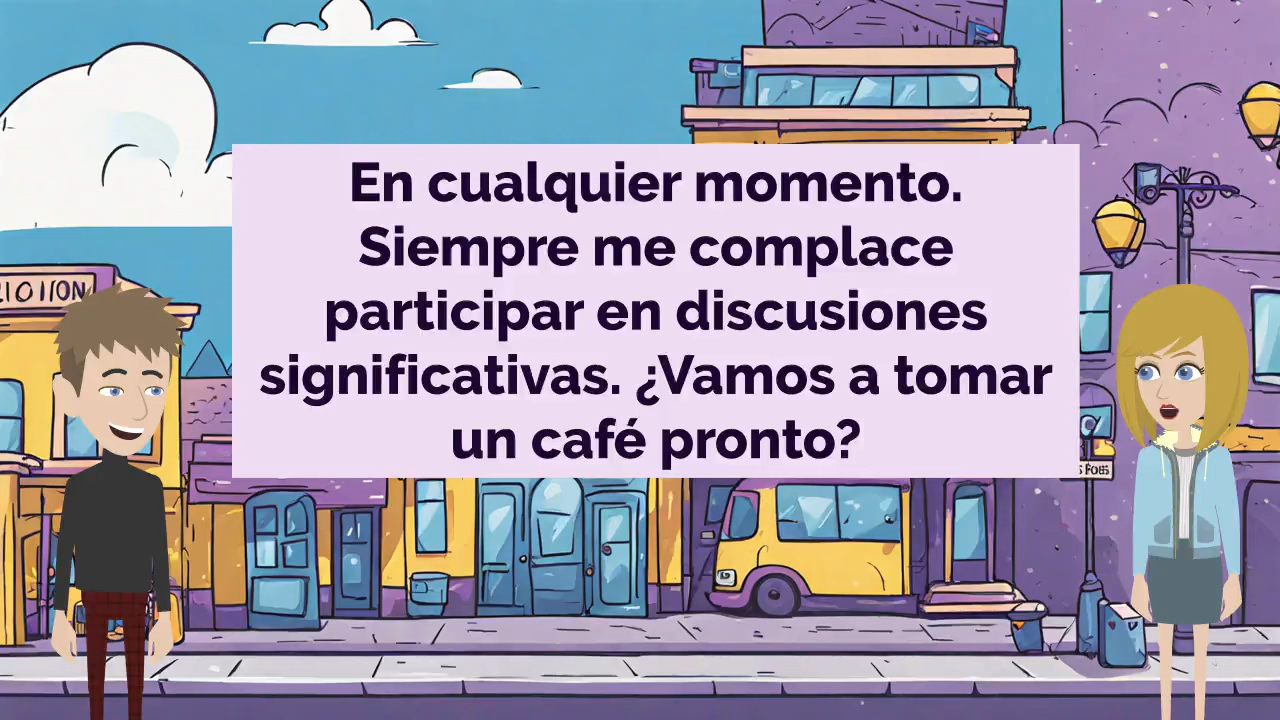 En cualquier momento.
Siempre me complace
participar en discusiones
significativas. ¿Vamos a tomar
un café pronto?